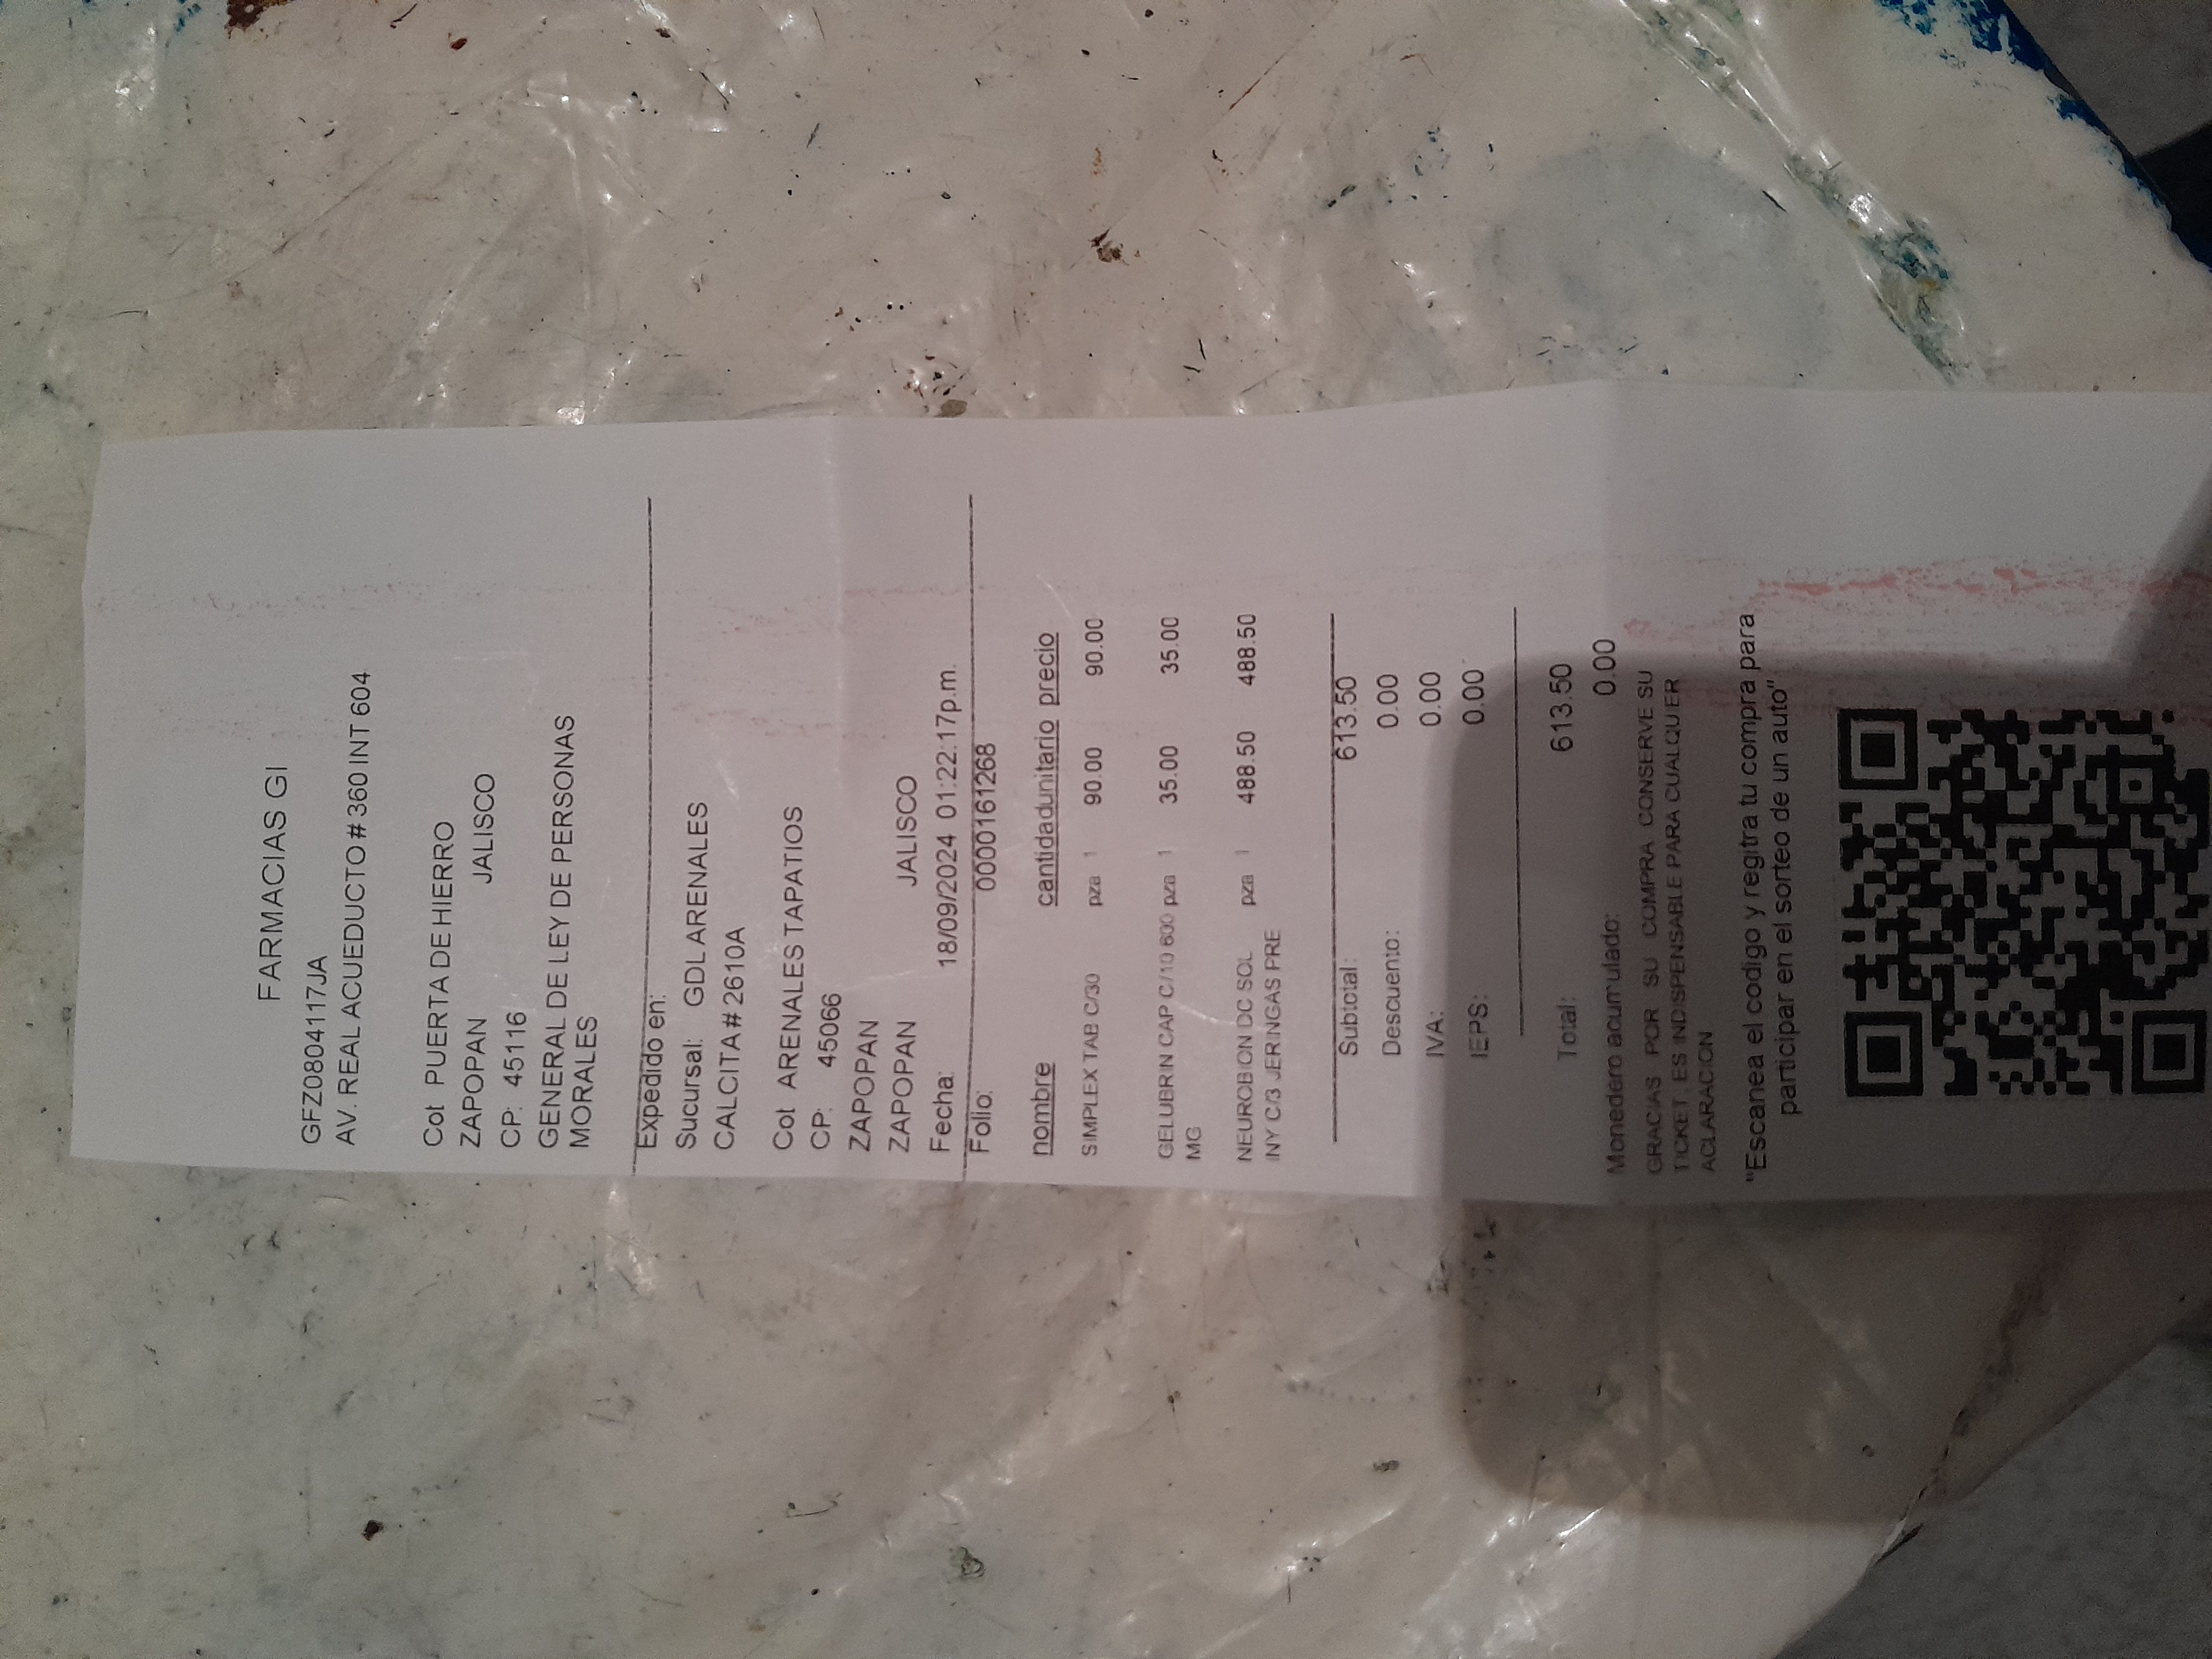 FARMACIAS GI
GFZ0804117JA
AV. REAL ACUEDUCTO # 360 INT 604
Col PUERTA DE HIERRO
ZAPOPAN JALISCO
CP: 45116
GENERAL DE LEY DE PERSONAS
MORALES
Expedido en:
Sucursal: GDL ARENALES
CALCITA # 2610A
Col ARENALES TAPATIOS
CP: 45066
ZAPOPAN
ZAPOPAN JALISCO
Fecha: 18/09/2024 01:22:17p.m.
Folio: 0000161268
nombre cantidadunitario precio
SIMPLEX TAB C/30 pza 1 90.00 90.00
GELUBRIN CAP C/10 600 pza 1 35.00 35.00
MG
NEUROBION DC SOL pza 1 488.50 488.50
INY C/3 JERINGAS PRE
Subtotal: 613.50
Descuento: 0.00
IVA: 0.00
IEPS: 0.00
Total: 613.50
Monedero acumulado: 0.00
GRACIAS POR SU COMPRA CONSERVE SU
TICKET, ES INDISPENSABLE PARA CUALQUIER
ACLARACION
"Escanea el codigo y regitra tu compra para
participar en el sorteo de un auto"